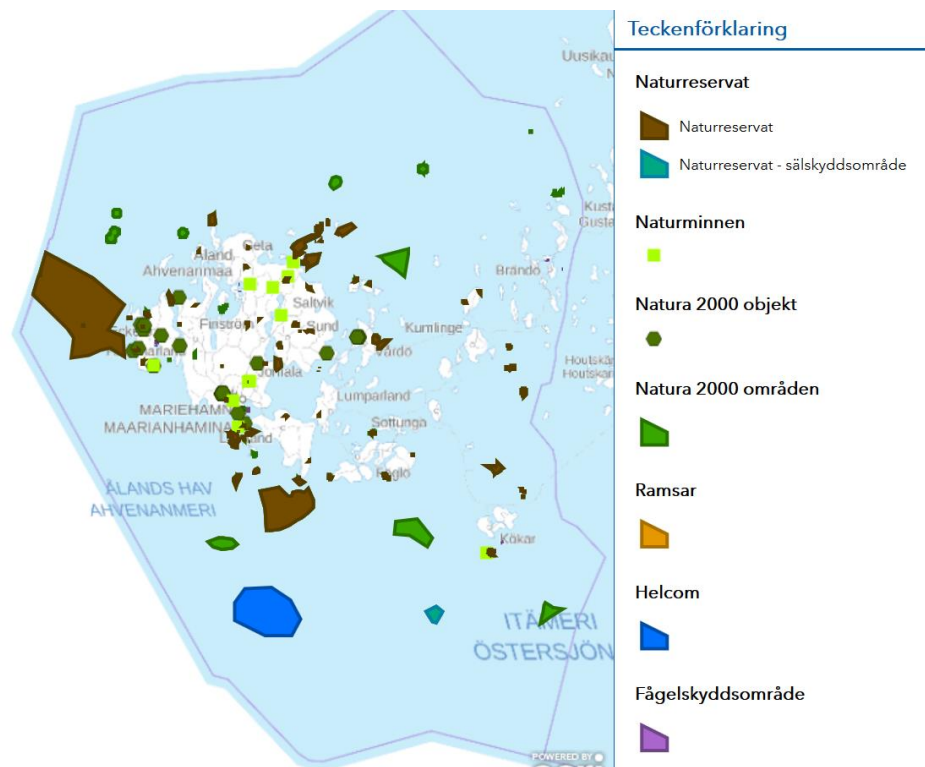 Teckenförklaring
Naturreservat
Naturreservat
Naturreservat - sälskyddsområde
Naturminnen
Natura 2000 objekt
Natura 2000 områden
Ramsar
Helcom
Fågelskyddsområde
Uusikau
Kusta
Gusta
Geta
Åland
Ahvenanmaa
Brändö
Saltvik
Finström
Sund
Kumlinge
Vårdö
Houtskär
Houtskär
Jomala
Lumparland
MARIEHAMN
MAARIANHAMINA
Sottunga
Föglö
ÅLANDS HAV
AHVENANMERI
Kökar
ITÄMERI
ÖSTERSJÖN
POWERED BY